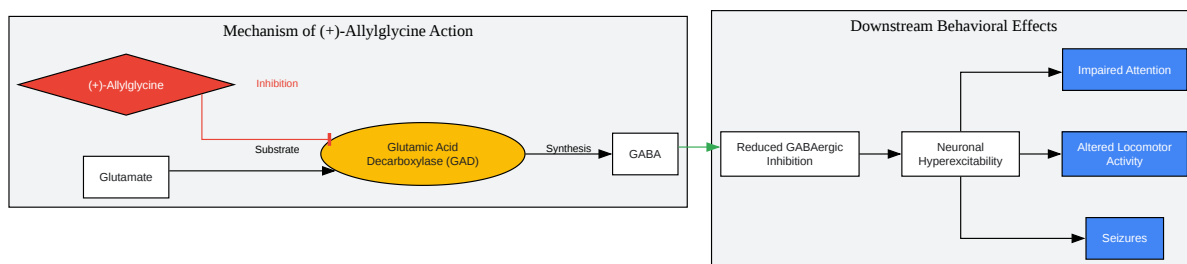 Mechanism of (+)-Allylglycine Action
(+)-Allylglycine
Inhibition
Substrate
Glutamate
Glutamic Acid
Decarboxylase (GAD)
Synthesis
GABA
Downstream Behavioral Effects
Reduced GABAergic
Inhibition
Neuronal
Hyperexcitability
Impaired Attention
Altered Locomotor
Activity
Seizures